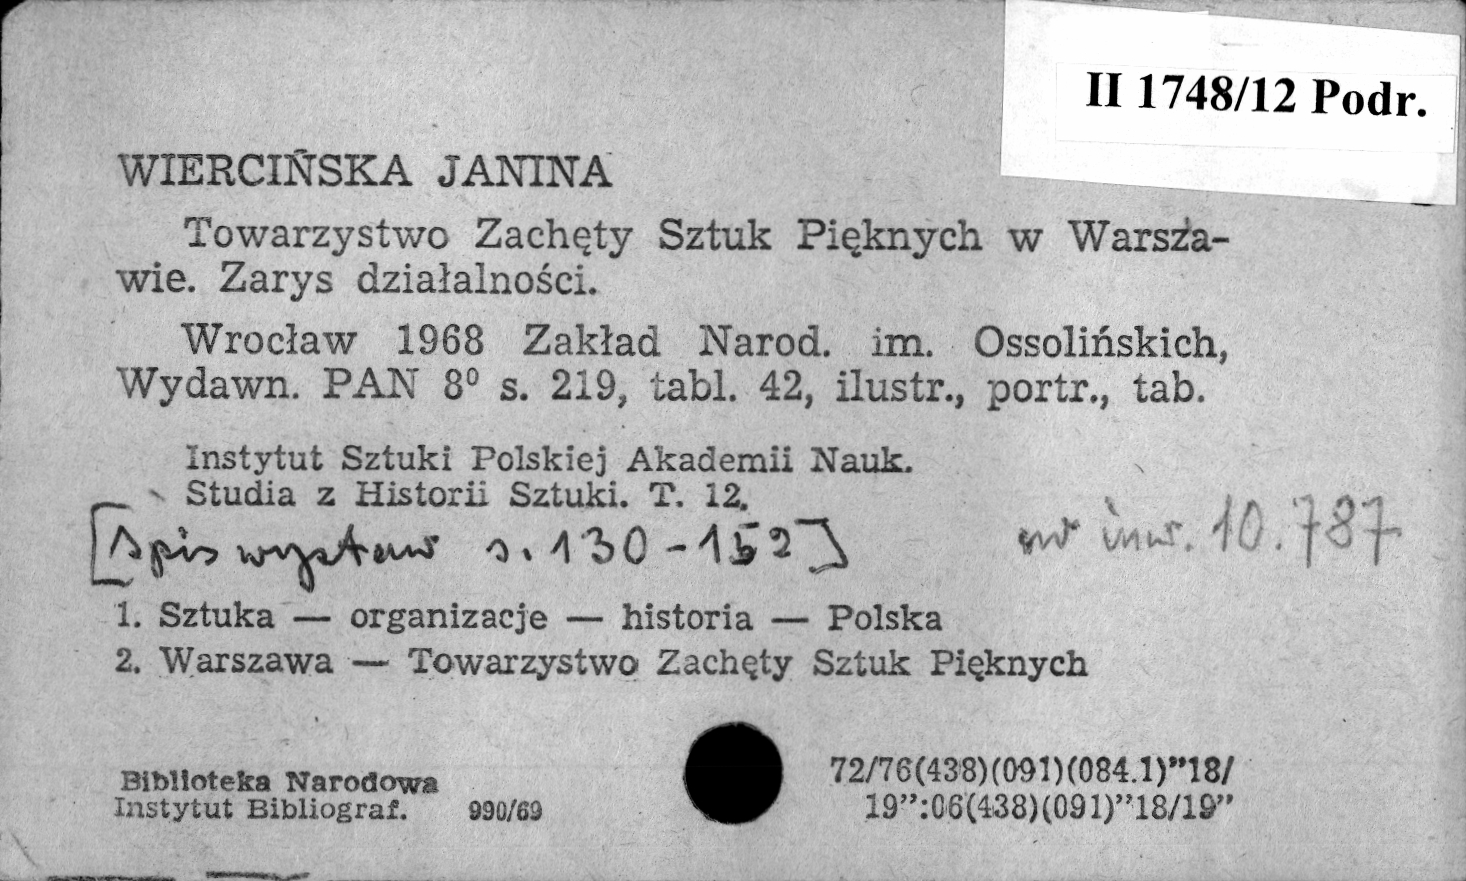 II 1748/12 Podr.
WIERCIŃSKA JANINA
Towarzystwo Zachęty Sztuk Pięknych w Warsza-
wie. Zarys działalności.
Wrocław 1968 Zakład Narod. im. Ossolińskich,
Wydawn. PAN 8⁰ s. 219, tabl. 42, ilustr., portr., tab.
Instytut Sztuki Polskiej Akademii Nauk.
Studia z Historii Sztuki. T. 12.
[Spis wystaw s. 130-152]
nr inw. 10.787
1. Sztuka — organizacje — historia — Polska
2. Warszawa — Towarzystwo Zachęty Sztuk Pięknych
Biblioteka Narodowa
Instytut Bibliograf. 990/69
72/76(438)(091)(084.1)”18/
19”:06(438)(091)”18/19”